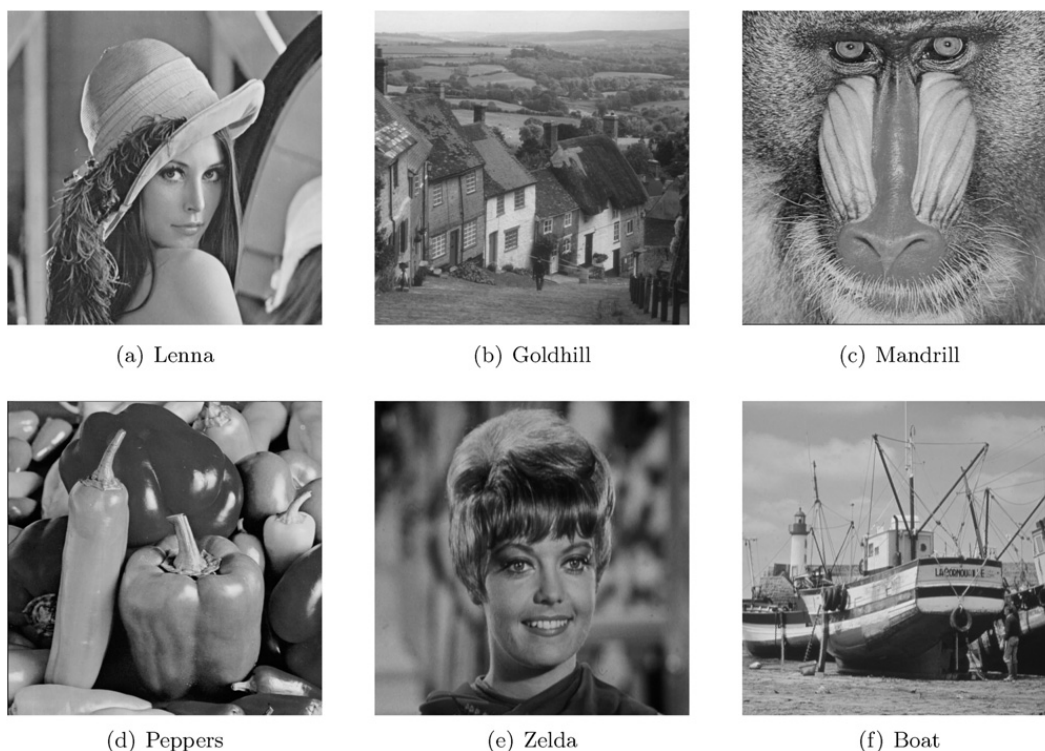 (a) Lenna
(b) Goldhill
(c) Mandrill
(d) Peppers
(e) Zelda
(f) Boat